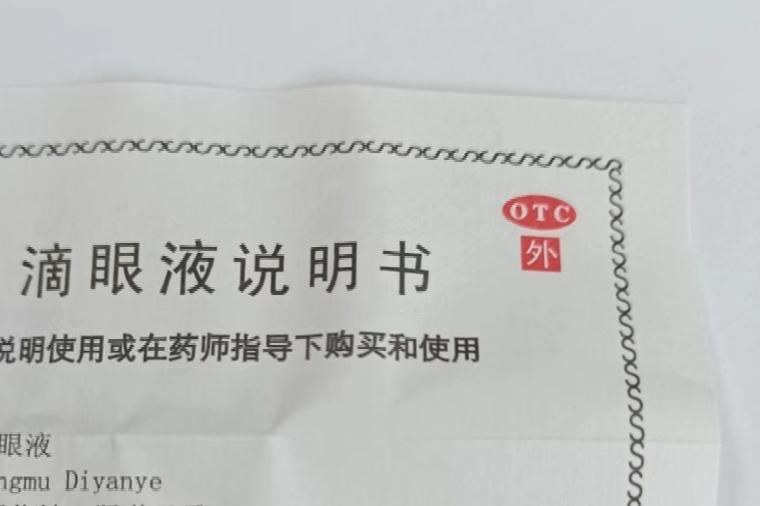 OTC
外
滴眼液说明书
说明使用或在药师指导下购买和使用
眼液
ngmu Diyanye